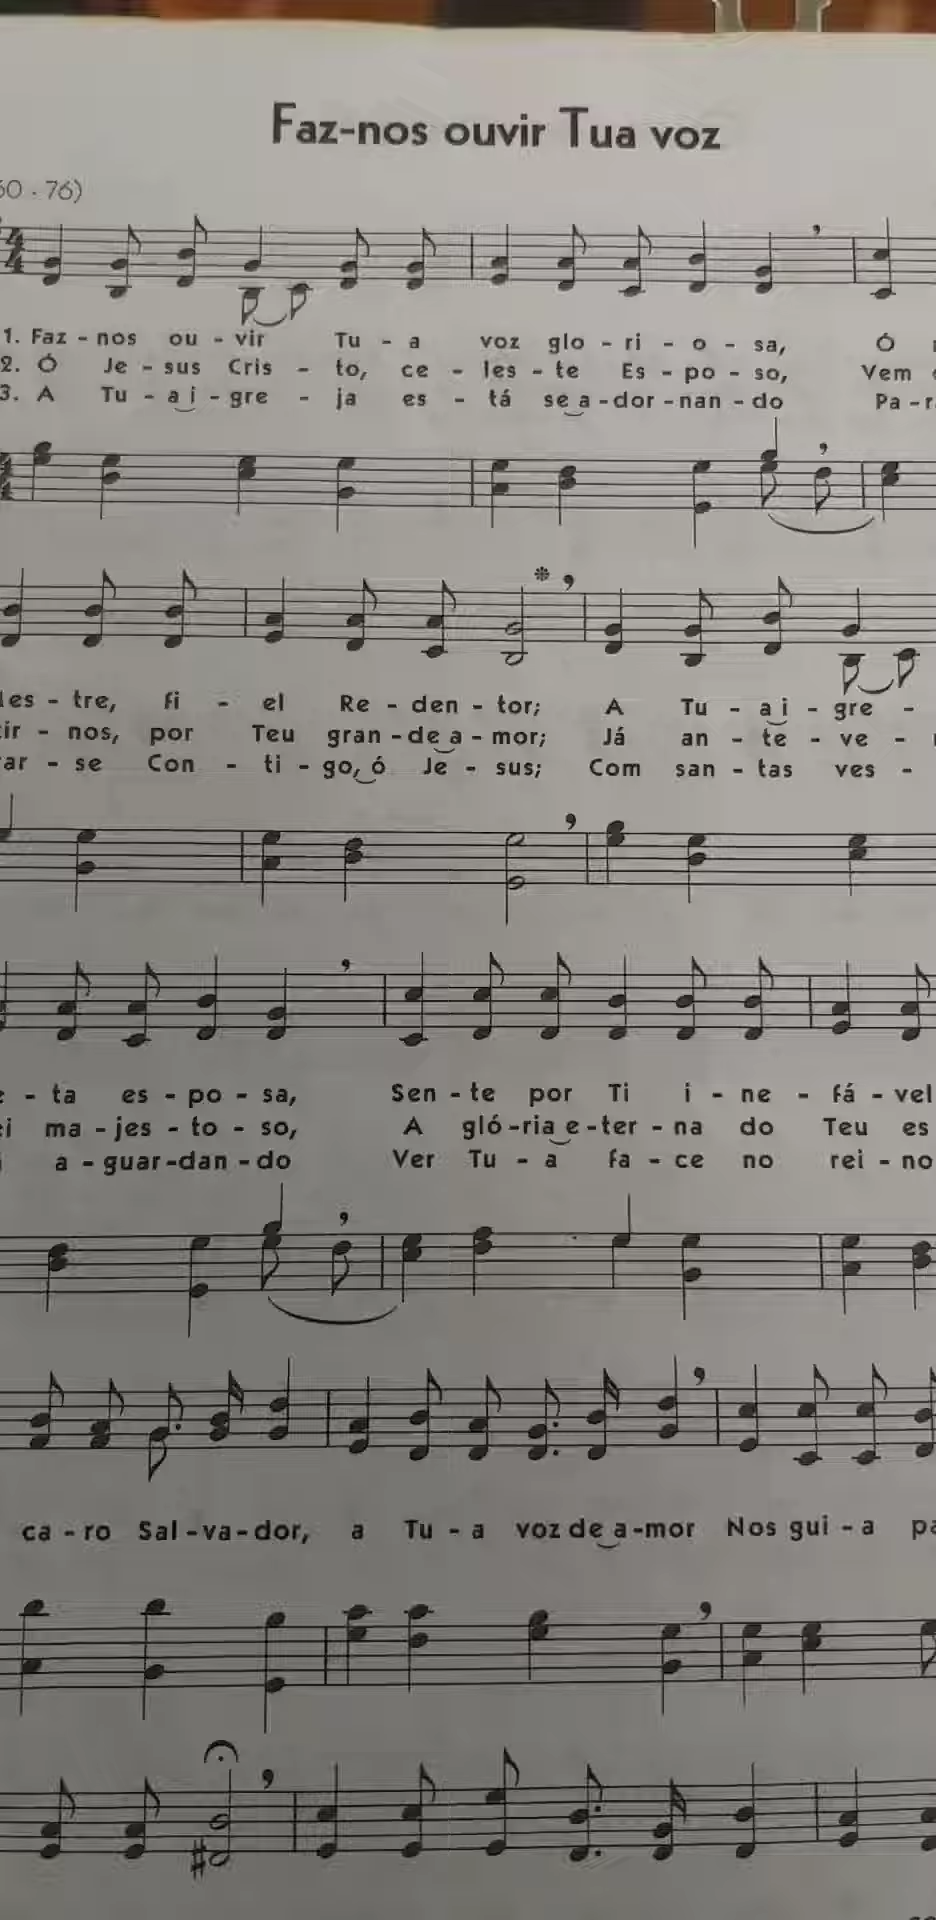 Faz-nos ouvir Tua voz
60 - 76)
1. Faz - nos ou - vir Tu - a voz glo - ri - o - sa, Ó
2. Ó Je - sus Cris - to, ce - les - te Es - po - so, Vem
3. A Tu - a i - gre - ja es - tá se a - dor - nan - do Pa - r
les - tre, fi - el Re - den - tor; A Tu - a i - gre -
ir - nos, por Teu gran - de a - mor; Já an - te - ve -
ar - se Con - ti - go, ó Je - sus; Com san - tas ves -
- ta es - po - sa, Sen - te por Ti i - ne - fá - vel
ei ma - jes - to - so, A gló - ria e - ter - na do Teu es
a - guar - dan - do Ver Tu - a fa - ce no rei - no
ca - ro Sal - va - dor, a Tu - a voz de a - mor Nos gui - a pa